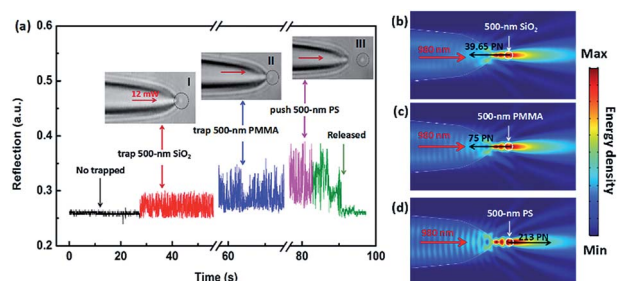 (a)
0.6
0.5
0.4
0.3
0.2
Reflection (a.u.)
I
12 mW
II
III
trap 500-nm SiO₂
trap 500-nm PMMA
push 500-nm PS
No trapped
Released
0 20 40 60 80 100
Time (s)
(b)
500-nm SiO₂
39.65 PN
980 nm
(c)
500-nm PMMA
75 PN
980 nm
(d)
500-nm PS
980 nm
213 PN
Max
Energy density
Min